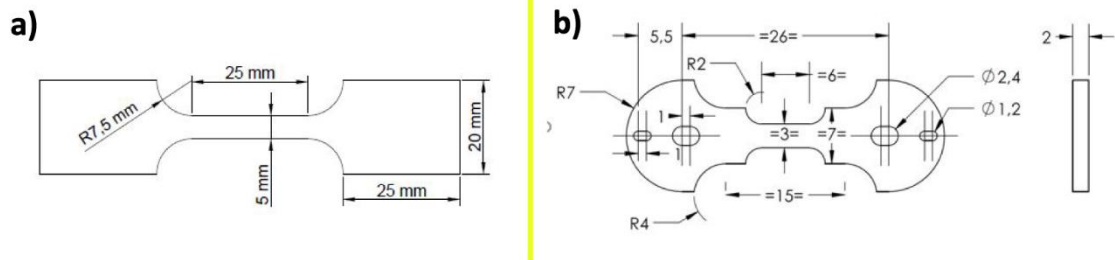 a)
25 mm
R7,5 mm
5 mm
20 mm
25 mm
b)
5,5
=26=
2
R2
=6=
R7
1
Ø2,4
Ø1,2
=3=
=7=
1
=15=
R4